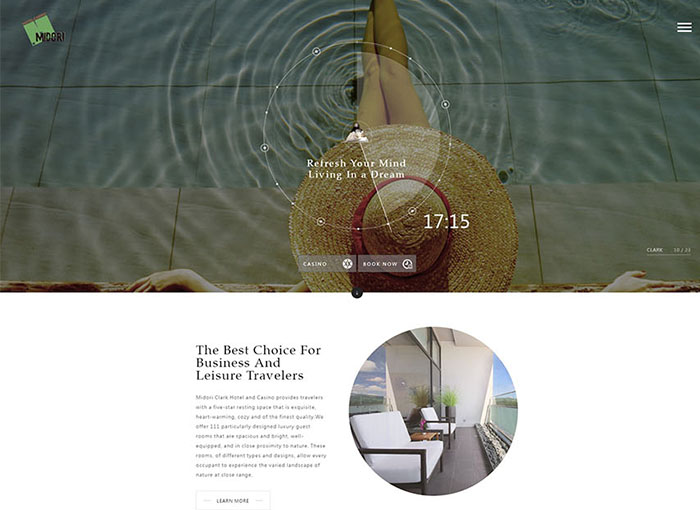 MIDORI
Refresh Your Mind
Living In a Dream
17:15
CASINO
BOOK NOW
CLARK
The Best Choice For
Business And
Leisure Travelers
Midori Clark Hotel and Casino provides travelers
with a five-star resting space that is exquisite,
heart-warming, cozy and of the finest quality.We
offer 111 particularly designed luxury guest
rooms that are spacious and bright, well-
equipped, and in close proximity to nature. These
rooms, of different types and designs, allow every
occupant to experience the varied landscape of
nature at close range.
LEARN MORE